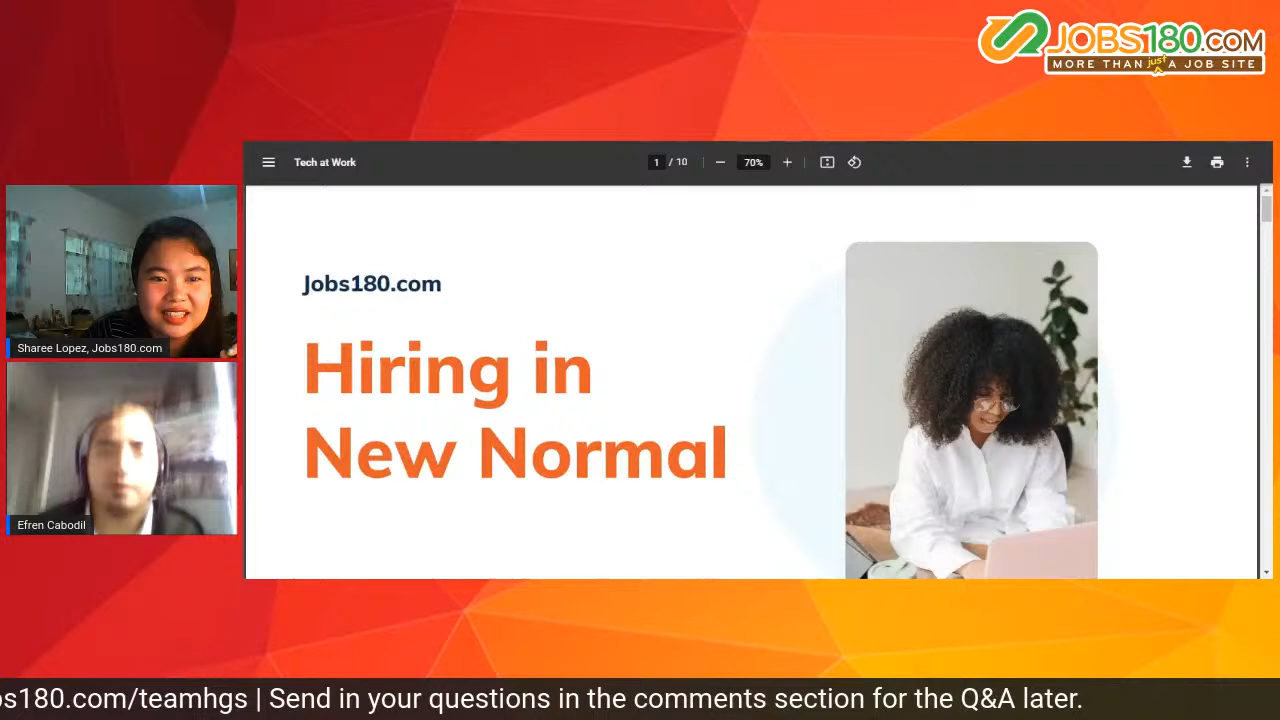 JOBS180.COM
MORE THAN just A JOB SITE
Tech at Work
1 / 10
70%
Jobs180.com
Hiring in
New Normal
Sharee Lopez, Jobs180.com
Efren Cabodil
bs180.com/teamhgs | Send in your questions in the comments section for the Q&A later.